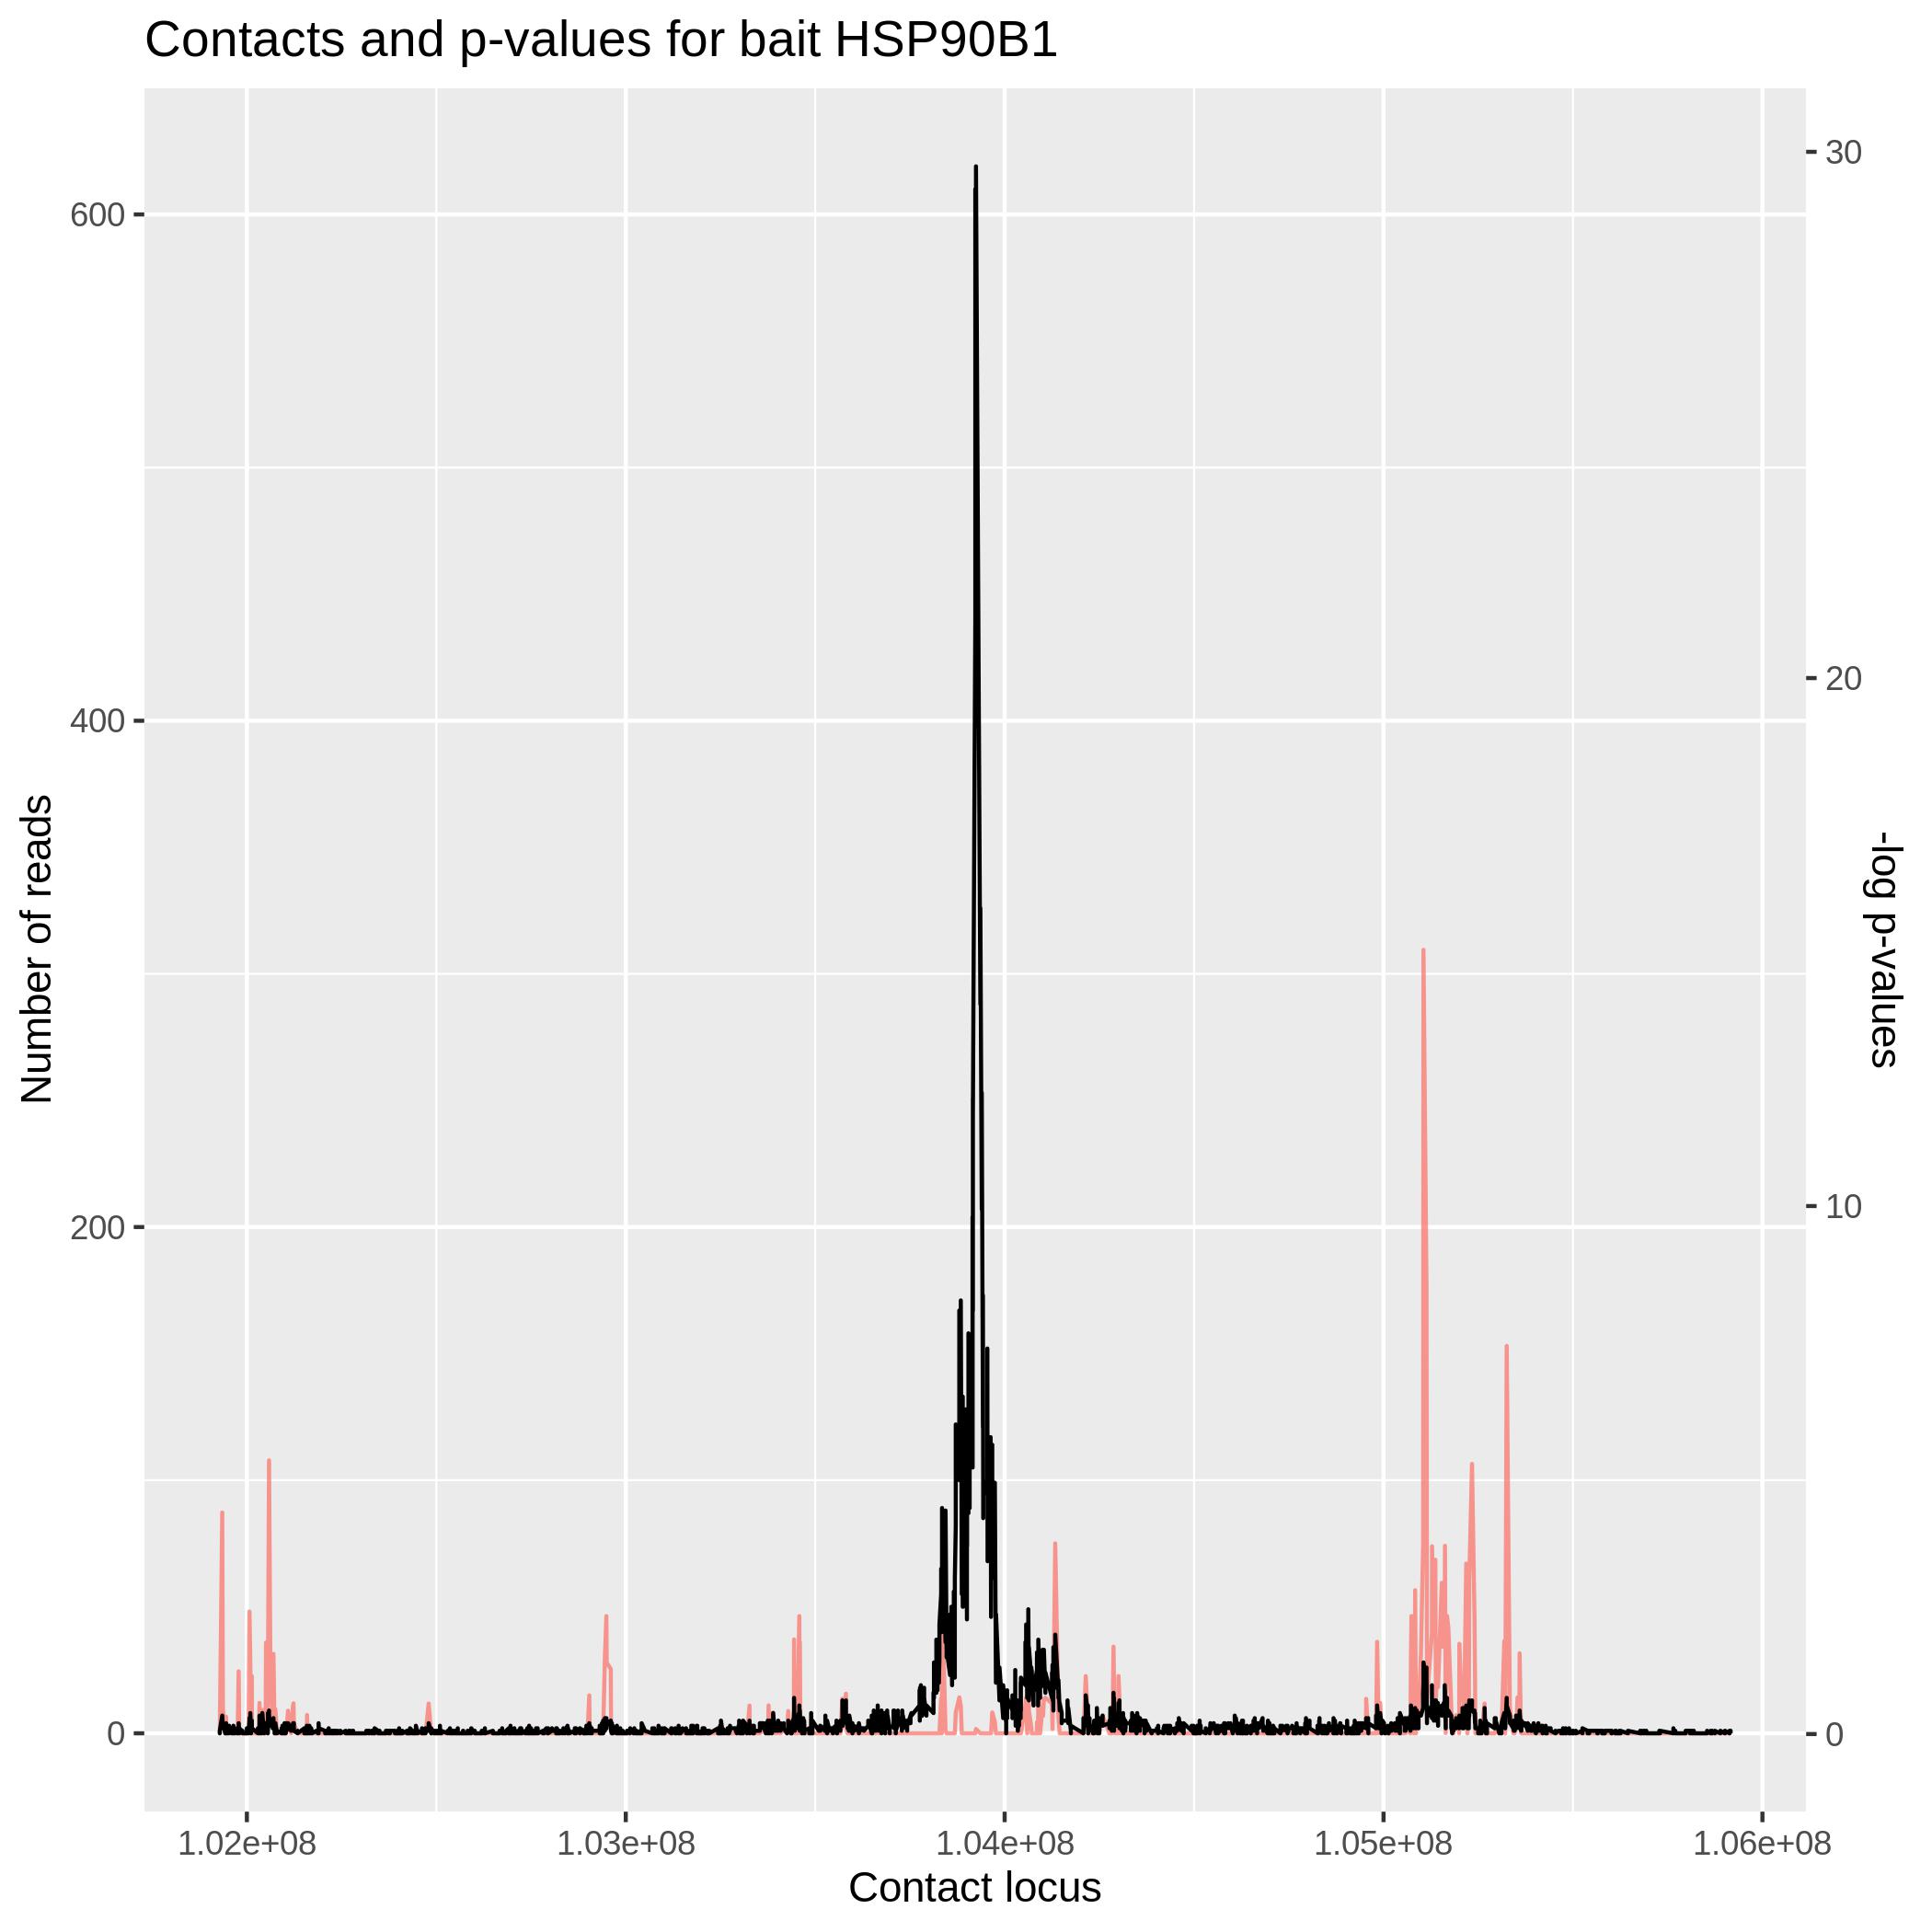 Contacts and p-values for bait HSP90B1
600
400
200
0
30
20
10
0
Number of reads
-log p-values
1.02e+08 1.03e+08 1.04e+08 1.05e+08 1.06e+08
Contact locus